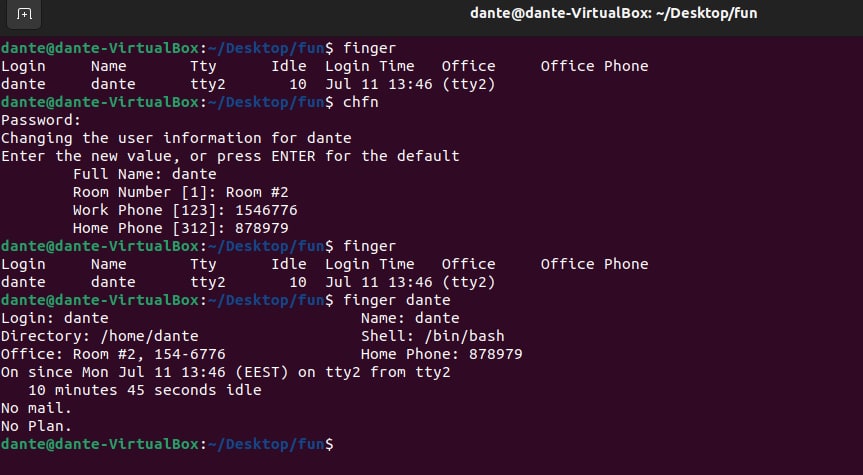 dante@dante-VirtualBox: ~/Desktop/fun
dante@dante-VirtualBox:~/Desktop/fun$ finger
Login     Name       Tty      Idle  Login Time   Office     Office Phone
dante     dante      tty2       10  Jul 11 13:46 (tty2)
dante@dante-VirtualBox:~/Desktop/fun$ chfn
Password:
Changing the user information for dante
Enter the new value, or press ENTER for the default
        Full Name: dante
        Room Number [1]: Room #2
        Work Phone [123]: 1546776
        Home Phone [312]: 878979
dante@dante-VirtualBox:~/Desktop/fun$ finger
Login     Name       Tty      Idle  Login Time   Office     Office Phone
dante     dante      tty2       10  Jul 11 13:46 (tty2)
dante@dante-VirtualBox:~/Desktop/fun$ finger dante
Login: dante                            Name: dante
Directory: /home/dante                  Shell: /bin/bash
Office: Room #2, 154-6776               Home Phone: 878979
On since Mon Jul 11 13:46 (EEST) on tty2 from tty2
   10 minutes 45 seconds idle
No mail.
No Plan.
dante@dante-VirtualBox:~/Desktop/fun$